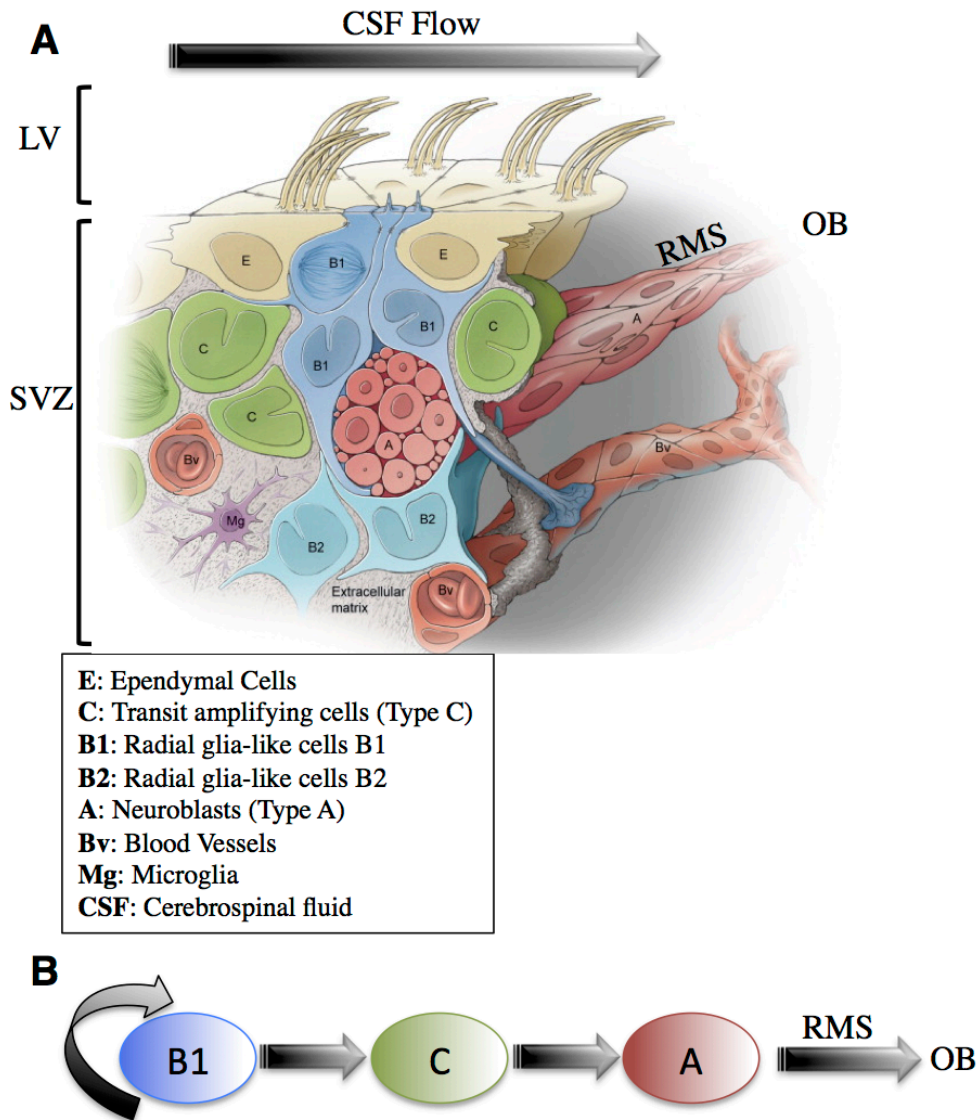 A
CSF Flow
LV
OB
RMS
E
B1
E
A
C
B1
B1
C
SVZ
C
A
Bv
Bv
Mg
B2
B2
Extracellular
matrix
Bv
E: Ependymal Cells
C: Transit amplifying cells (Type C)
B1: Radial glia-like cells B1
B2: Radial glia-like cells B2
A: Neuroblasts (Type A)
Bv: Blood Vessels
Mg: Microglia
CSF: Cerebrospinal fluid
B
B1
C
A
RMS
OB